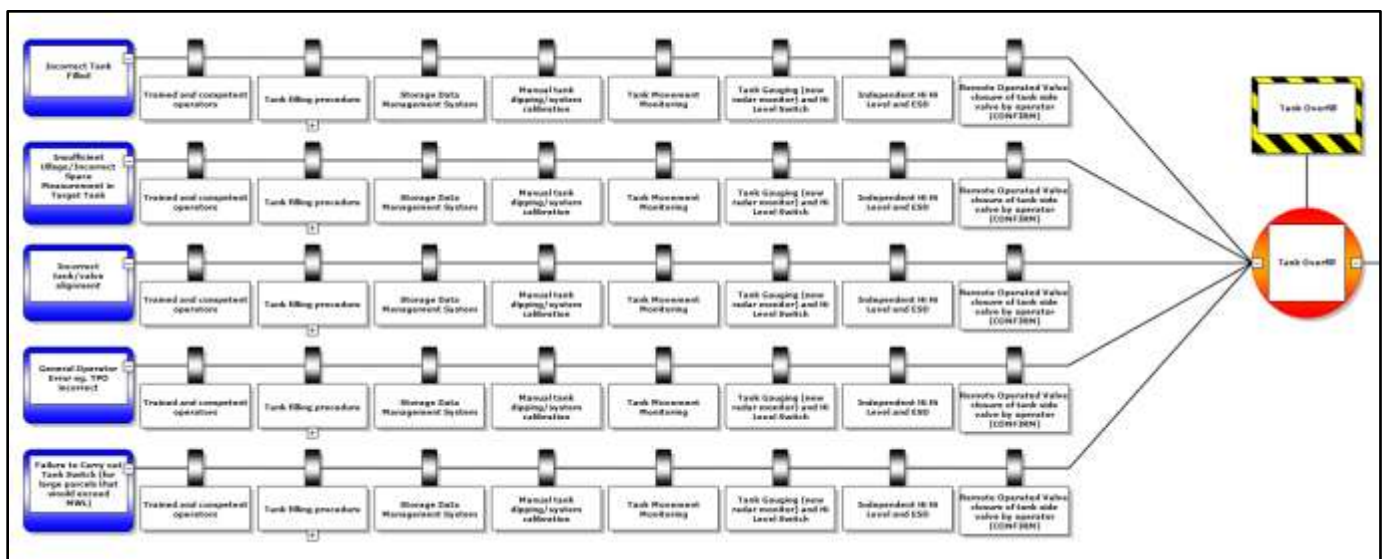 Incorrect Tank
Filled
Trained and competent
operators
Tank filling procedure
Storage Data
Management System
Manual tank
dipping/system
calibration
Tank Movement
Monitoring
Tank Gauging (new
radar monitor) and Hi
Level Switch
Independent Hi Hi
Level and ESD
Remote Operated Valve
closure of tank side
valve by operator
(CONFIRM)
Tank Overfill
Insufficient
Ullage/Incorrect
Space
Measurement in
Target Tank
Trained and competent
operators
Tank filling procedure
Storage Data
Management System
Manual tank
dipping/system
calibration
Tank Movement
Monitoring
Tank Gauging (new
radar monitor) and Hi
Level Switch
Independent Hi Hi
Level and ESD
Remote Operated Valve
closure of tank side
valve by operator
(CONFIRM)
Incorrect
tank/valve
alignment
Trained and competent
operators
Tank filling procedure
Storage Data
Management System
Manual tank
dipping/system
calibration
Tank Movement
Monitoring
Tank Gauging (new
radar monitor) and Hi
Level Switch
Independent Hi Hi
Level and ESD
Remote Operated Valve
closure of tank side
valve by operator
(CONFIRM)
Tank Overfill
General Operator
Error eg. TPO
incorrect
Trained and competent
operators
Tank filling procedure
Storage Data
Management System
Manual tank
dipping/system
calibration
Tank Movement
Monitoring
Tank Gauging (new
radar monitor) and Hi
Level Switch
Independent Hi Hi
Level and ESD
Remote Operated Valve
closure of tank side
valve by operator
(CONFIRM)
Failure to Carry out
Tank Switch (for
large parcels that
would exceed
MWL)
Trained and competent
operators
Tank filling procedure
Storage Data
Management System
Manual tank
dipping/system
calibration
Tank Movement
Monitoring
Tank Gauging (new
radar monitor) and Hi
Level Switch
Independent Hi Hi
Level and ESD
Remote Operated Valve
closure of tank side
valve by operator
(CONFIRM)